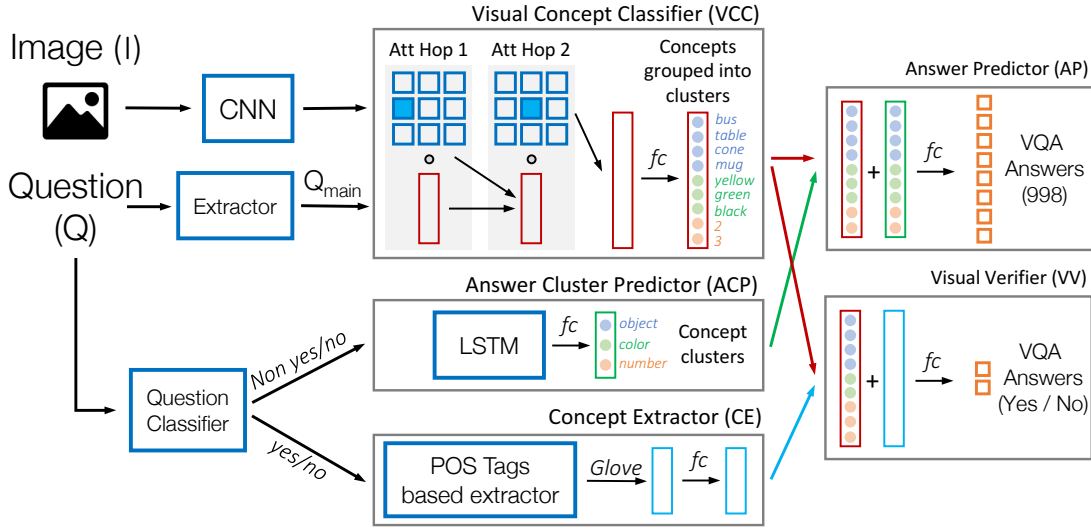 Visual Concept Classifier (VCC)
Image (I)
CNN
Att Hop 1
Att Hop 2
Concepts
grouped into
clusters
bus
table
cone
mug
yellow
green
black
2
3
fc
Question
(Q)
Extractor
Qmain
Answer Predictor (AP)
+
fc
VQA
Answers
(998)
Answer Cluster Predictor (ACP)
LSTM
fc
object
color
number
Concept
clusters
Visual Verifier (VV)
+
fc
VQA
Answers
(Yes / No)
Question
Classifier
Non yes/no
yes/no
Concept Extractor (CE)
POS Tags
based extractor
Glove
fc